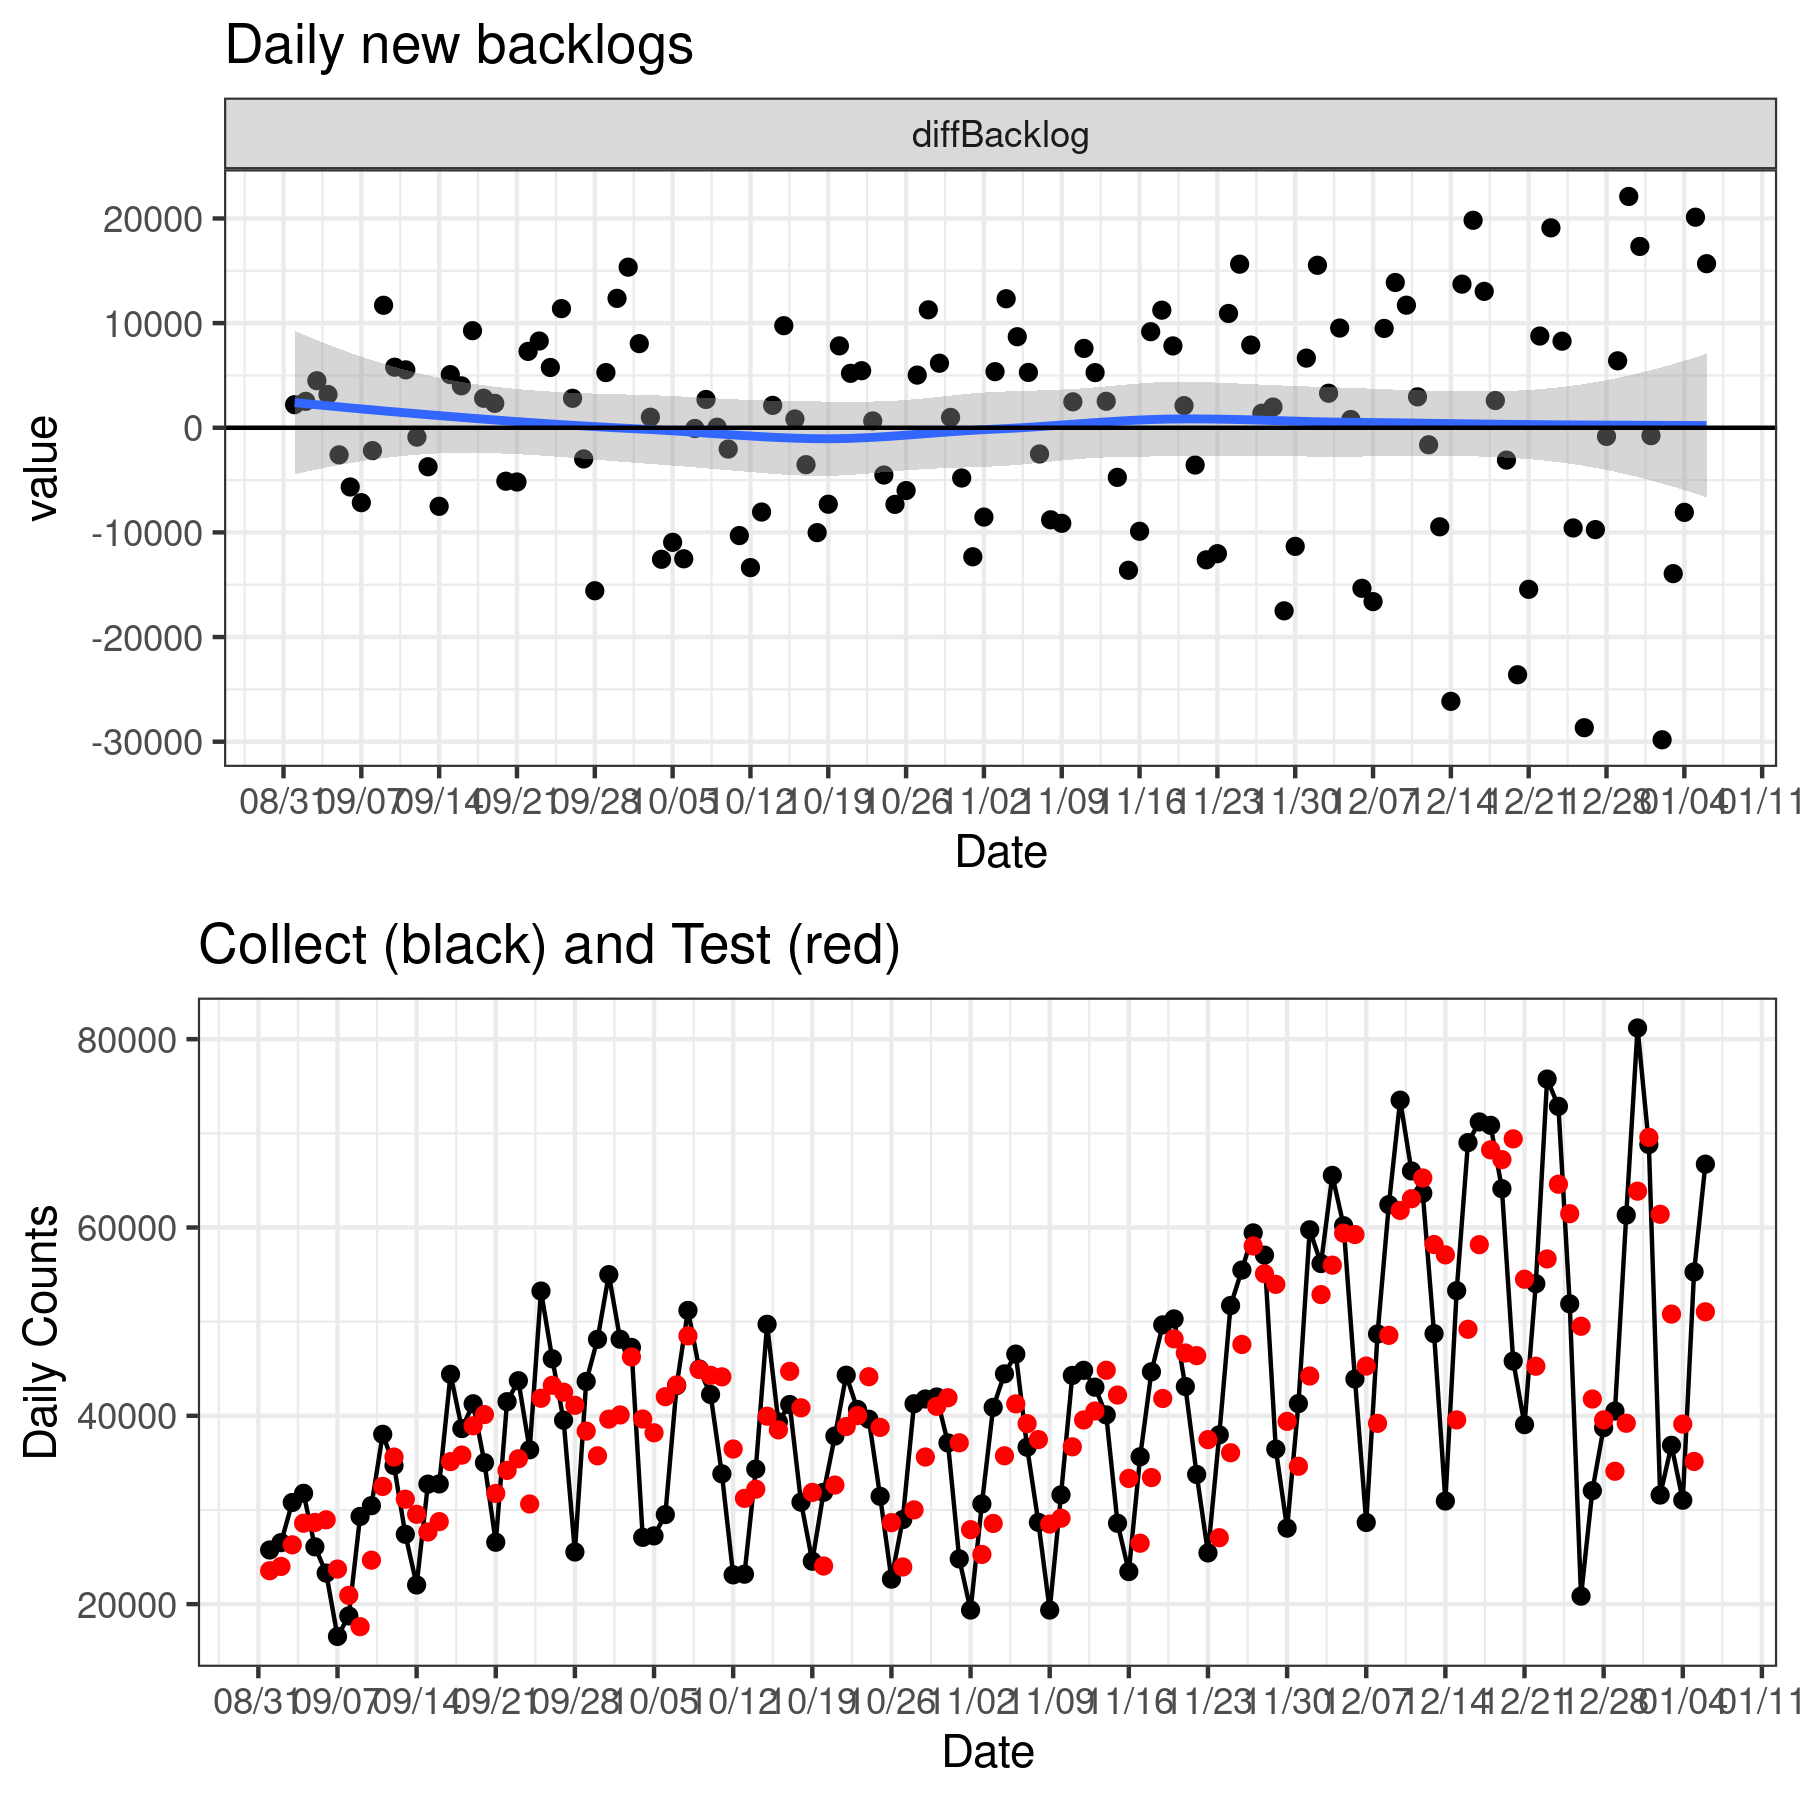 Daily new backlogs
diffBacklog
20000
10000
0
-10000
-20000
-30000
value
08/31 09/07 09/14 09/21 09/28 10/05 10/12 10/19 10/26 11/02 11/09 11/16 11/23 11/30 12/07 12/14 12/21 12/28 01/04 01/11
Date
Collect (black) and Test (red)
80000
60000
40000
20000
Daily Counts
08/31 09/07 09/14 09/21 09/28 10/05 10/12 10/19 10/26 11/02 11/09 11/16 11/23 11/30 12/07 12/14 12/21 12/28 01/04 01/11
Date